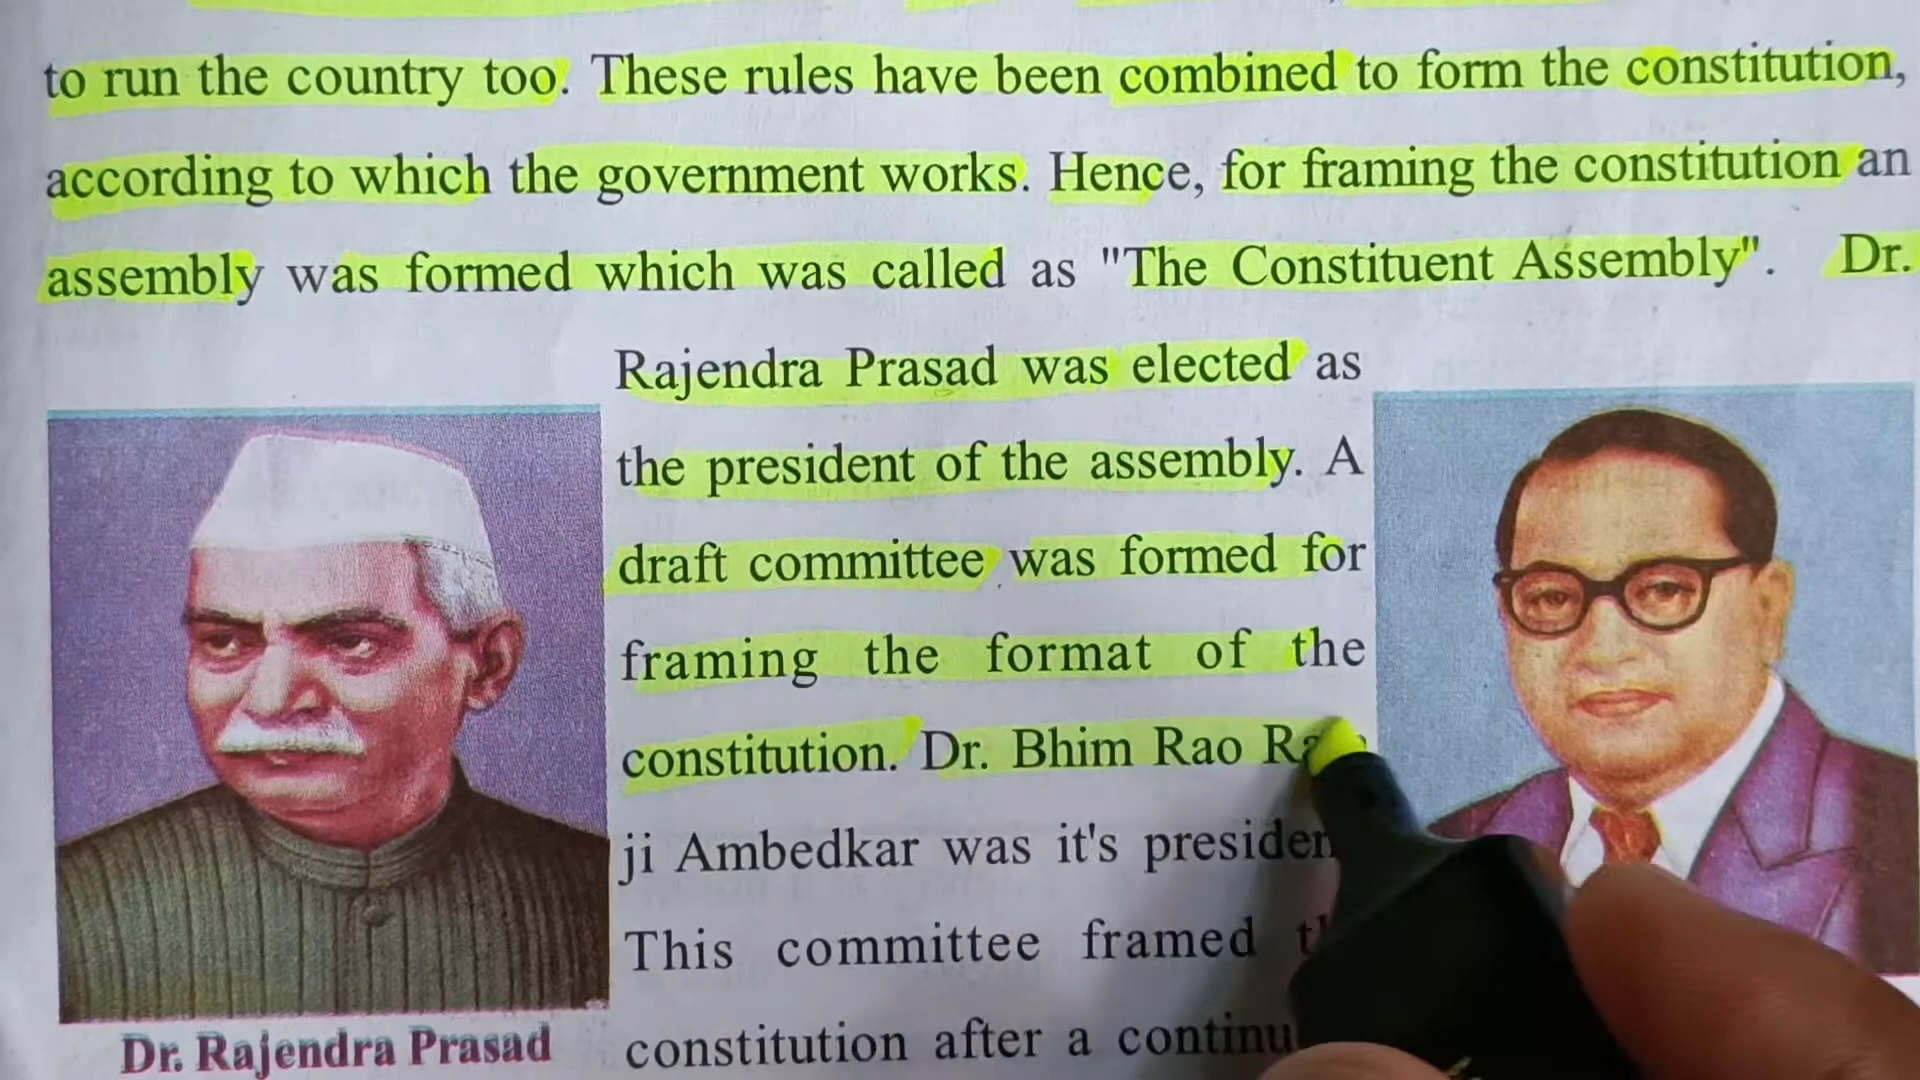 to run the country too. These rules have been combined to form the constitution,
according to which the government works. Hence, for framing the constitution an
assembly was formed which was called as "The Constituent Assembly". Dr.
Rajendra Prasad was elected as
the president of the assembly. A
draft committee was formed for
framing the format of the
constitution. Dr. Bhim Rao
ji Ambedkar was it's
This committee framed
constitution after a
Dr. Rajendra Prasad